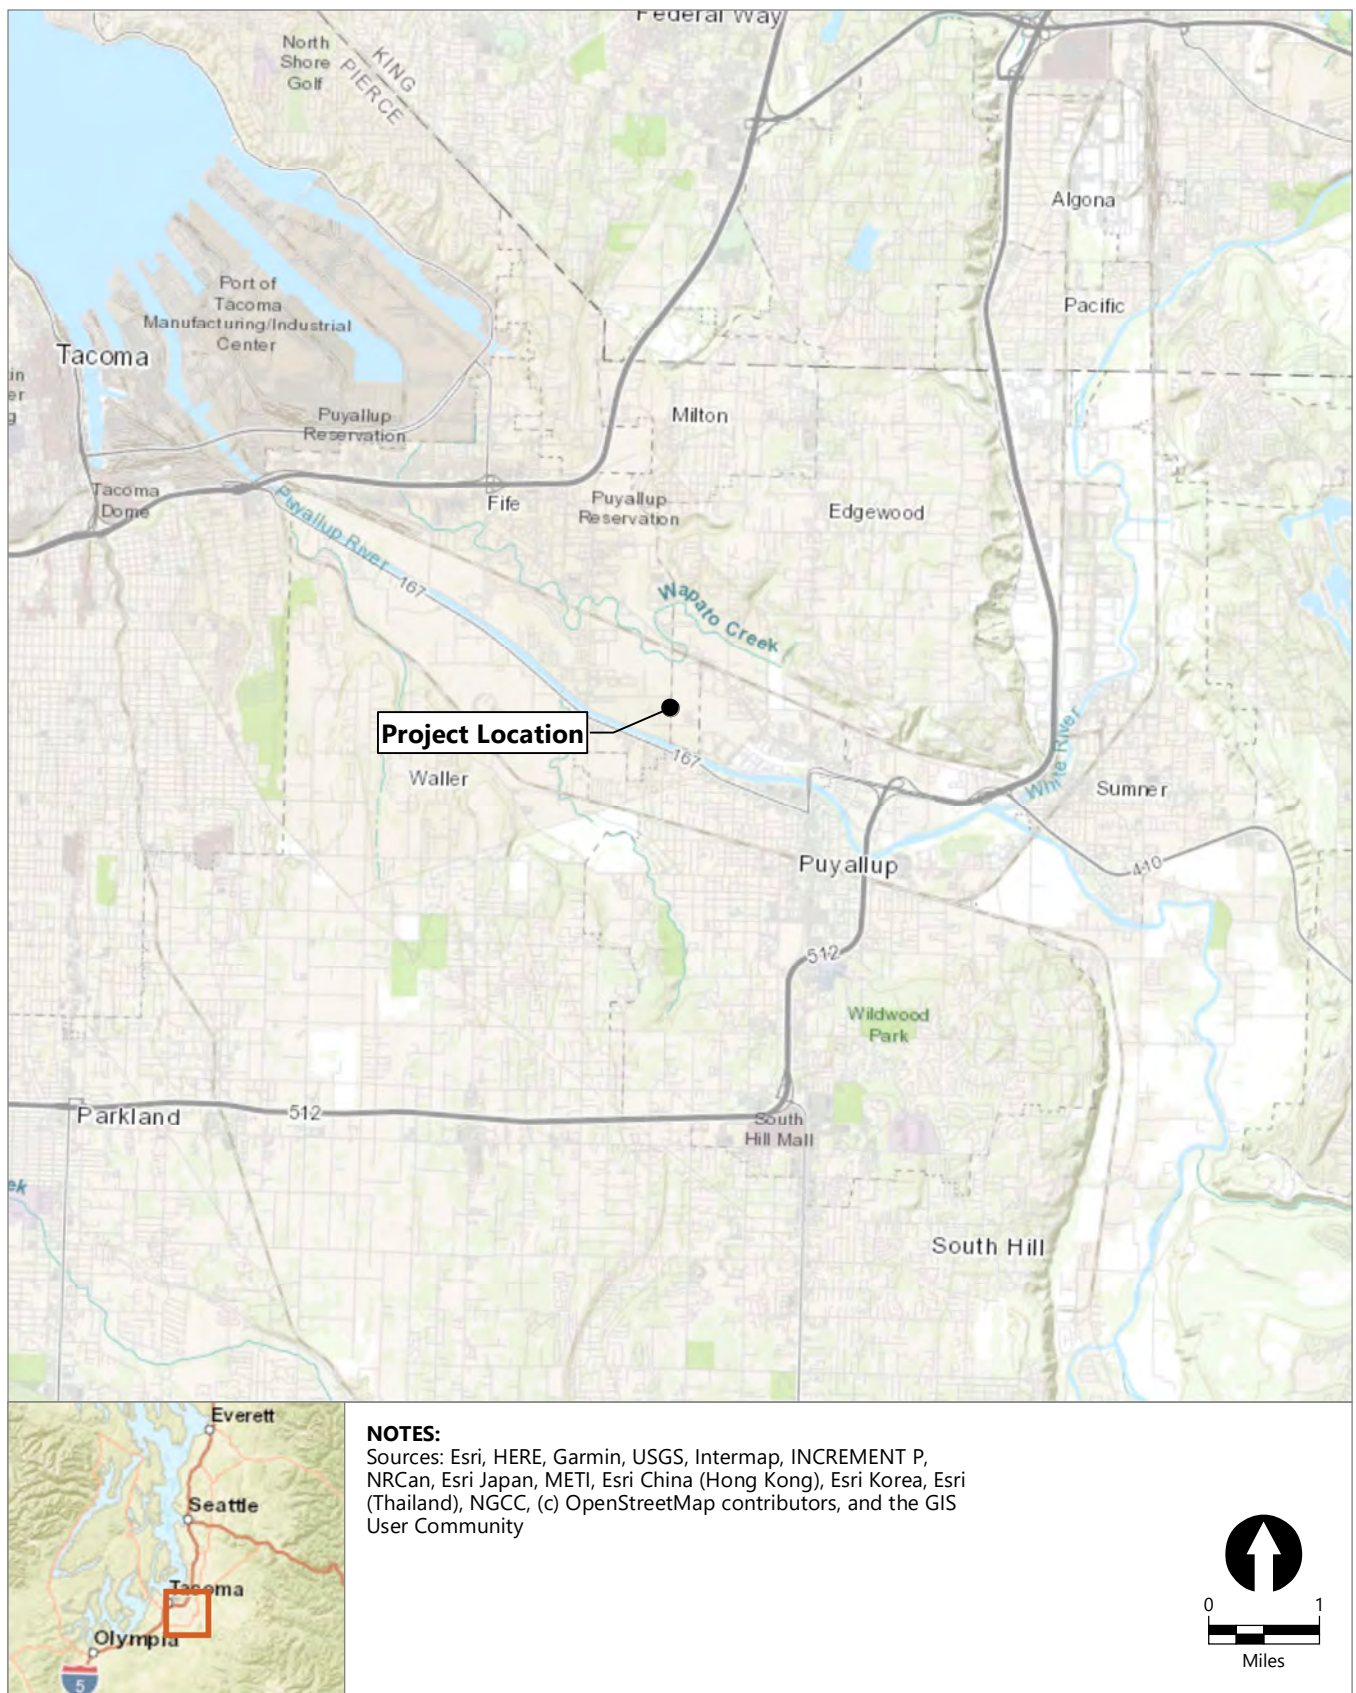 Federal Way
North
Shore
Golf
KING
PIERCE
Algona
Port of
Tacoma
Manufacturing/Industrial
Center
Pacific
Tacoma
Puyallup
Reservation
Milton
Tacoma
Dome
Fife
Puyallup
Reservation
Edgewood
Puyallup River
167
Wapato Creek
Project Location
167
Waller
White River
Sumner
Puyallup
410
512
Wildwood
Park
Parkland
512
South
Hill Mall
ek
South Hill
Everett
Seattle
Tacoma
Olympia
5
NOTES:
Sources: Esri, HERE, Garmin, USGS, Intermap, INCREMENT P,
NRCan, Esri Japan, METI, Esri China (Hong Kong), Esri Korea, Esri
(Thailand), NGCC, (c) OpenStreetMap contributors, and the GIS
User Community
0 1
Miles